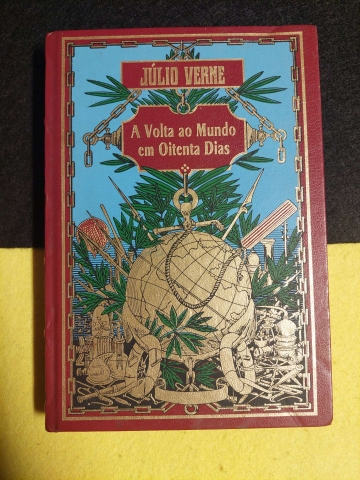 JÚLIO VERNE
A Volta ao Mundo
em Oitenta Dias